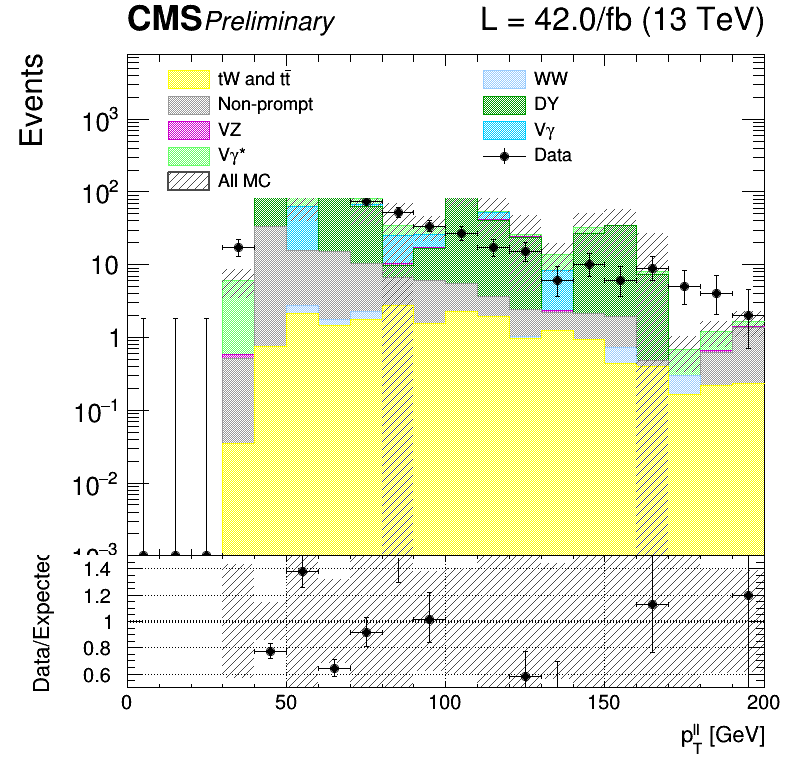 CMS Preliminary L = 42.0/fb (13 TeV)
Events
tW and tt̄ WW
Non-prompt DY
VZ Vγ
Vγ* Data
All MC
10³
10²
10
1
10⁻¹
10⁻²
10⁻³
Data/Expected
1.4
1.2
1
0.8
0.6
0 50 100 150 200
p_T^ll [GeV]